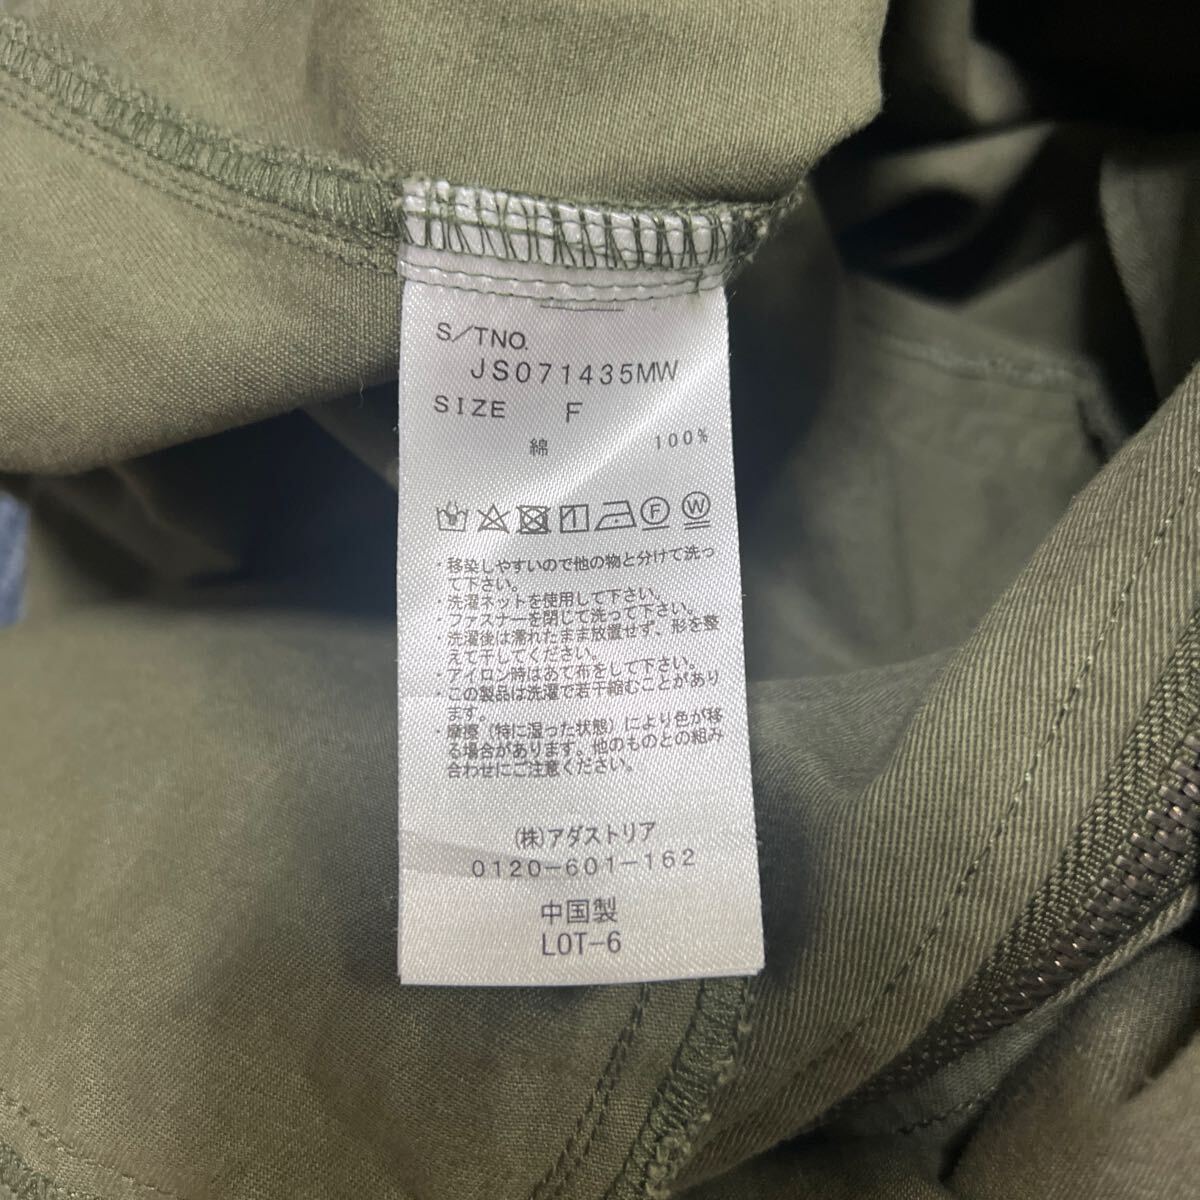 S/TNO.
JS071435MW
SIZE F
綿 100%
F W
・移染しやすいので他の物と分けて洗っ
て下さい。
・洗濯ネットを使用して下さい。
・ファスナーを閉じて洗って下さい。
・洗濯後は濡れたまま放置せず、形を整
えて干してください。
・アイロン時はあて布をして下さい。
・この製品は洗濯で若干縮むことがあり
ます。
・摩擦（特に湿った状態）により色が移
る場合があります。他のものとの組み
合わせにご注意ください。
(株)アダストリア
0120-601-162
中国製
LOT-6